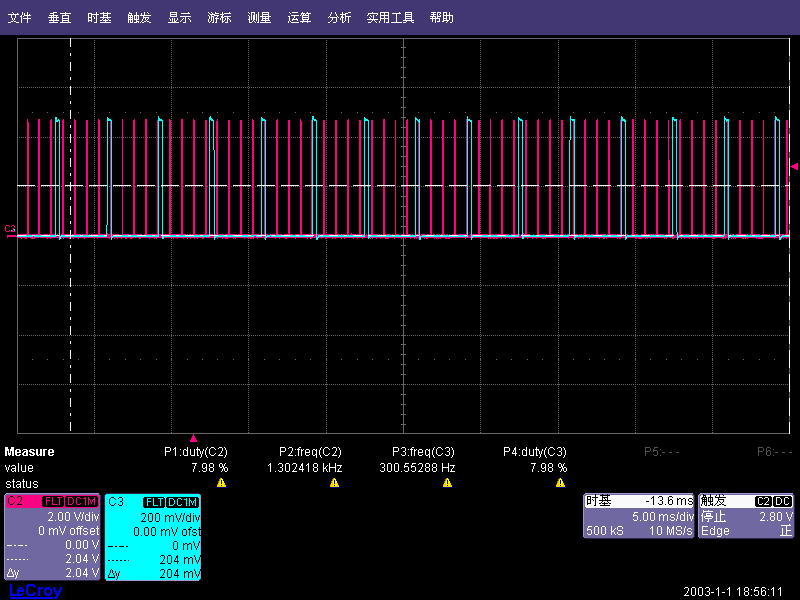 文件 垂直 时基 触发 显示 游标 测量 运算 分析 实用工具 帮助
C3
Measure P1:duty(C2) P2:freq(C2) P3:freq(C3) P4:duty(C3) P5:- - - P6:- - -
value 7.98 % 1.302418 kHz 300.55288 Hz 7.98 %
status
C2 FLT DC1M
2.00 V/div
0 mV offset
0.00 V
2.04 V
Δy 2.04 V
C3 FLT DC1M
200 mV/div
0.00 mV ofst
0 mV
204 mV
Δy 204 mV
时基 -13.6 ms
5.00 ms/div
500 kS 10 MS/s
触发 C2 DC
停止 2.80 V
Edge 正
LeCroy
2003-1-1 18:56:11